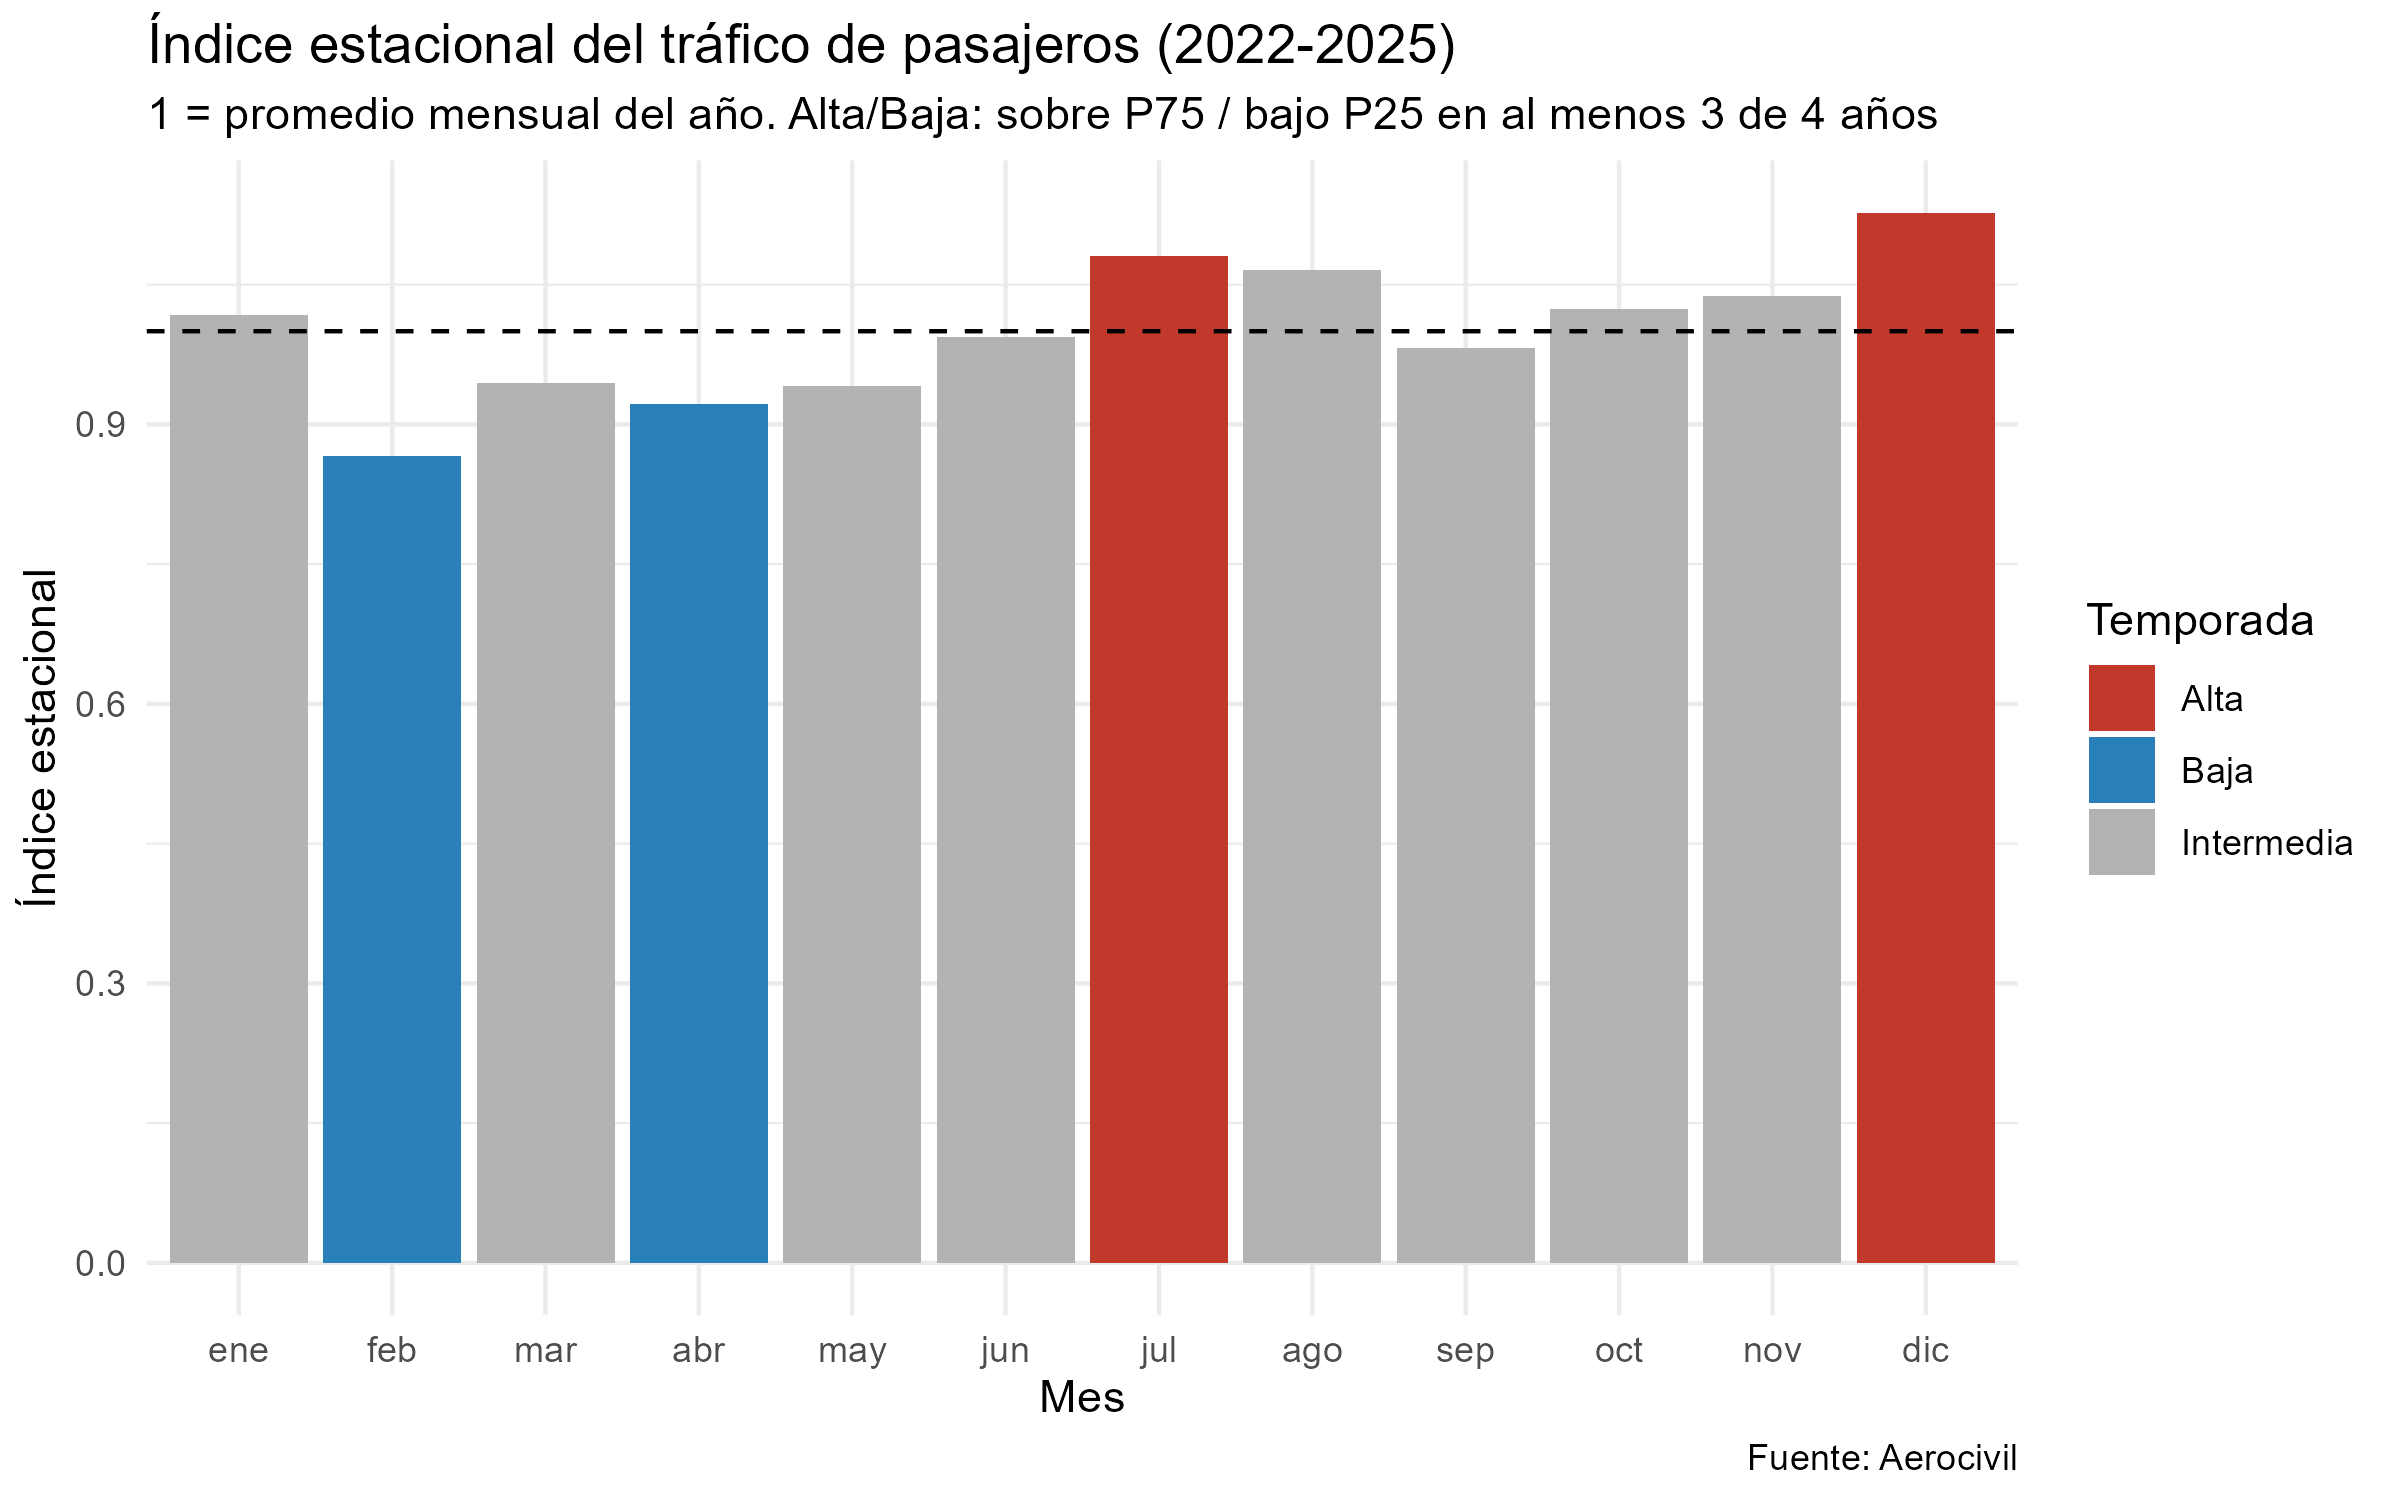 Índice estacional del tráfico de pasajeros (2022-2025)
1 = promedio mensual del año. Alta/Baja: sobre P75 / bajo P25 en al menos 3 de 4 años
Índice estacional
0.9
0.6
0.3
0.0
ene feb mar abr may jun jul ago sep oct nov dic
Mes
Temporada
Alta
Baja
Intermedia
Fuente: Aerocivil